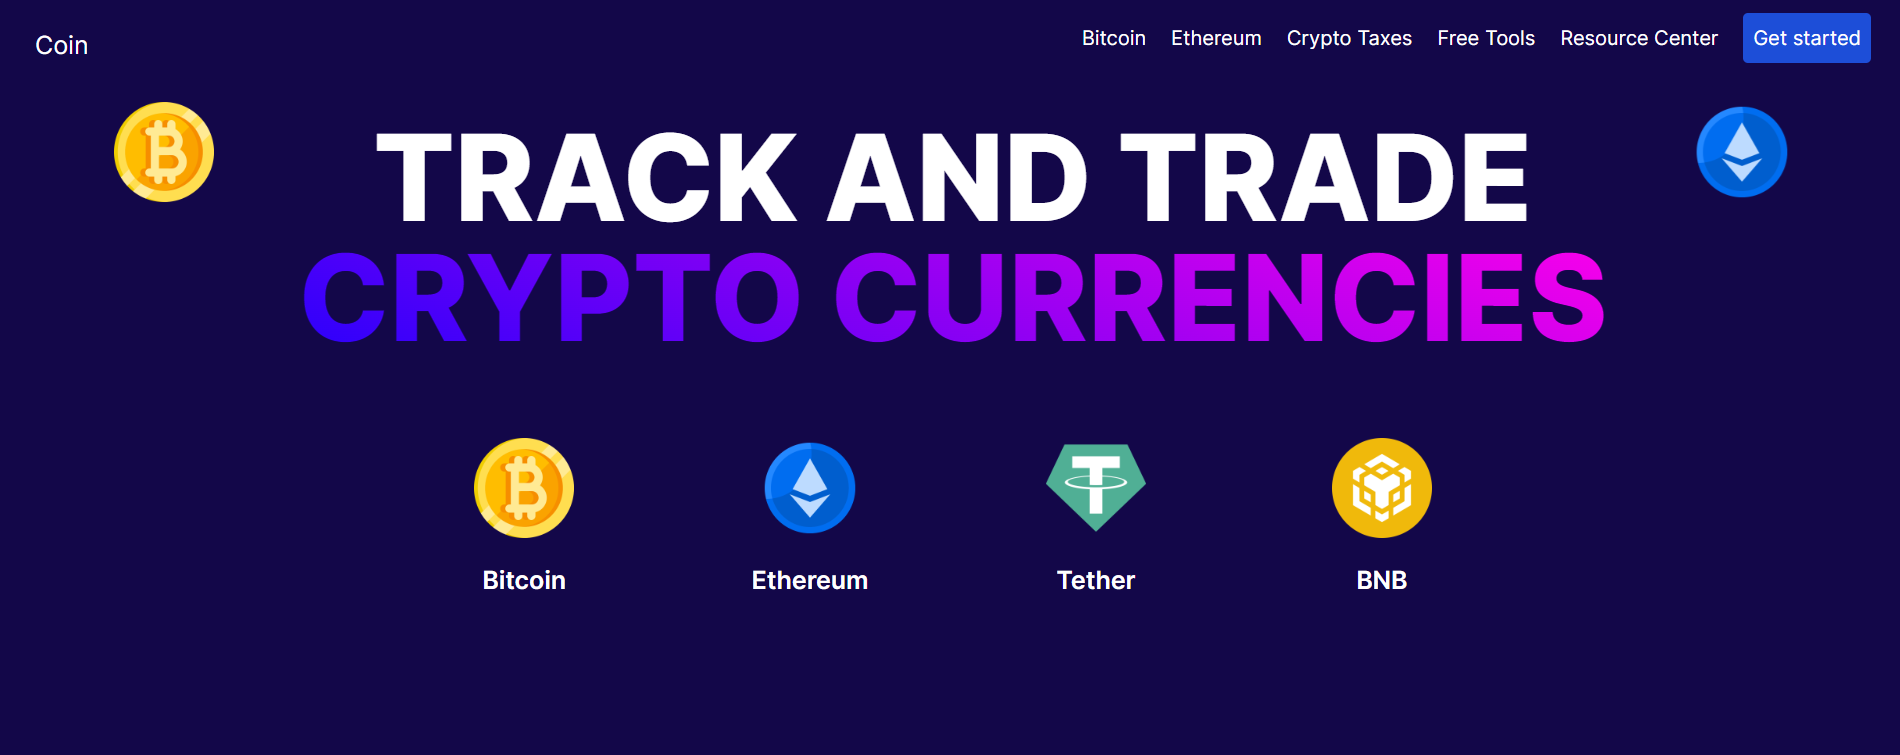 Coin
Bitcoin Ethereum Crypto Taxes Free Tools Resource Center Get started
TRACK AND TRADE
CRYPTO CURRENCIES
Bitcoin Ethereum Tether BNB